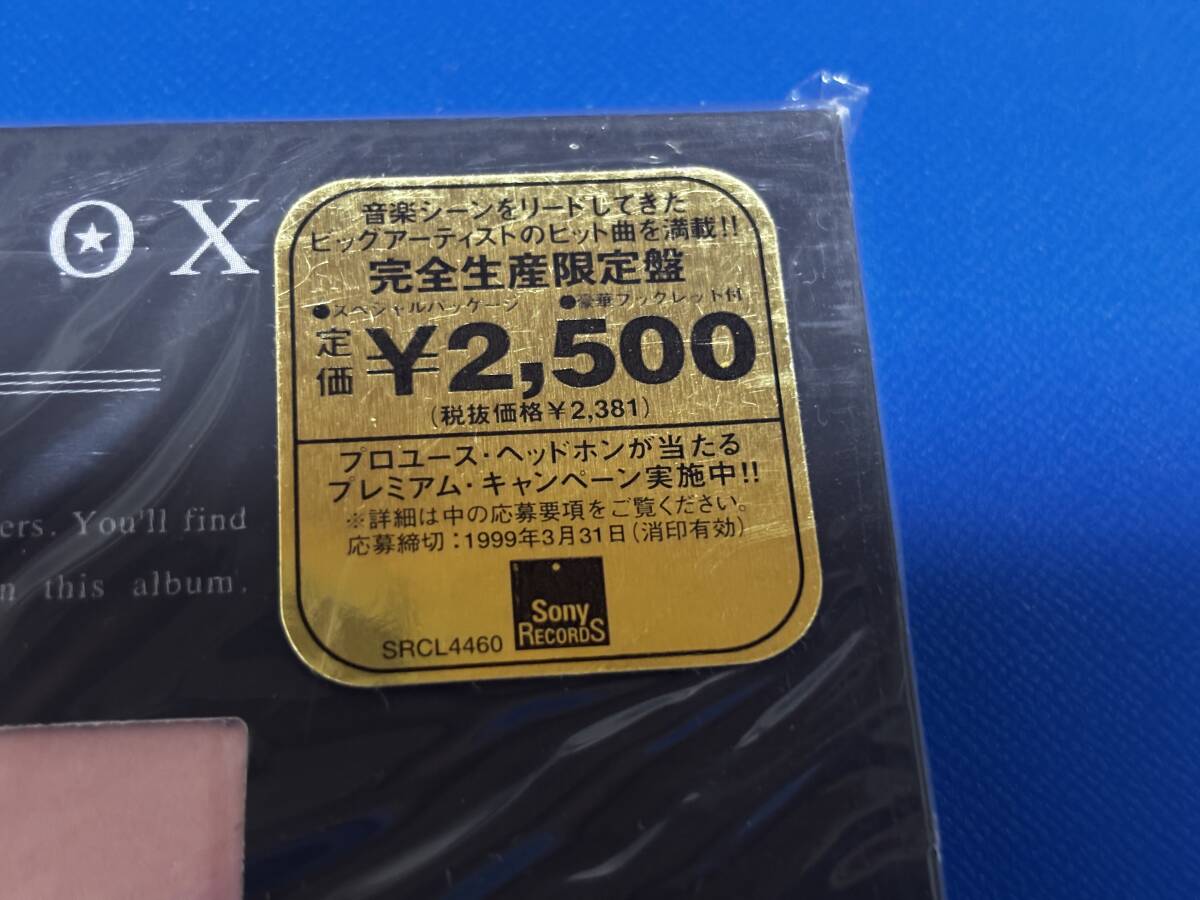 OX
音楽シーンをリードしてきた
ビッグアーティストのヒット曲を満載!!
完全生産限定盤
●スペシャルパッケージ ●豪華ブックレット付
定価 ¥2,500
(税抜価格¥2,381)
プロユース・ヘッドホンが当たる
プレミアム・キャンペーン実施中!!
※詳細は中の応募要項をご覧ください。
応募締切：1999年3月31日(消印有効)
SRCL4460
Sony
RECORDS
ers. You'll find
n this album.